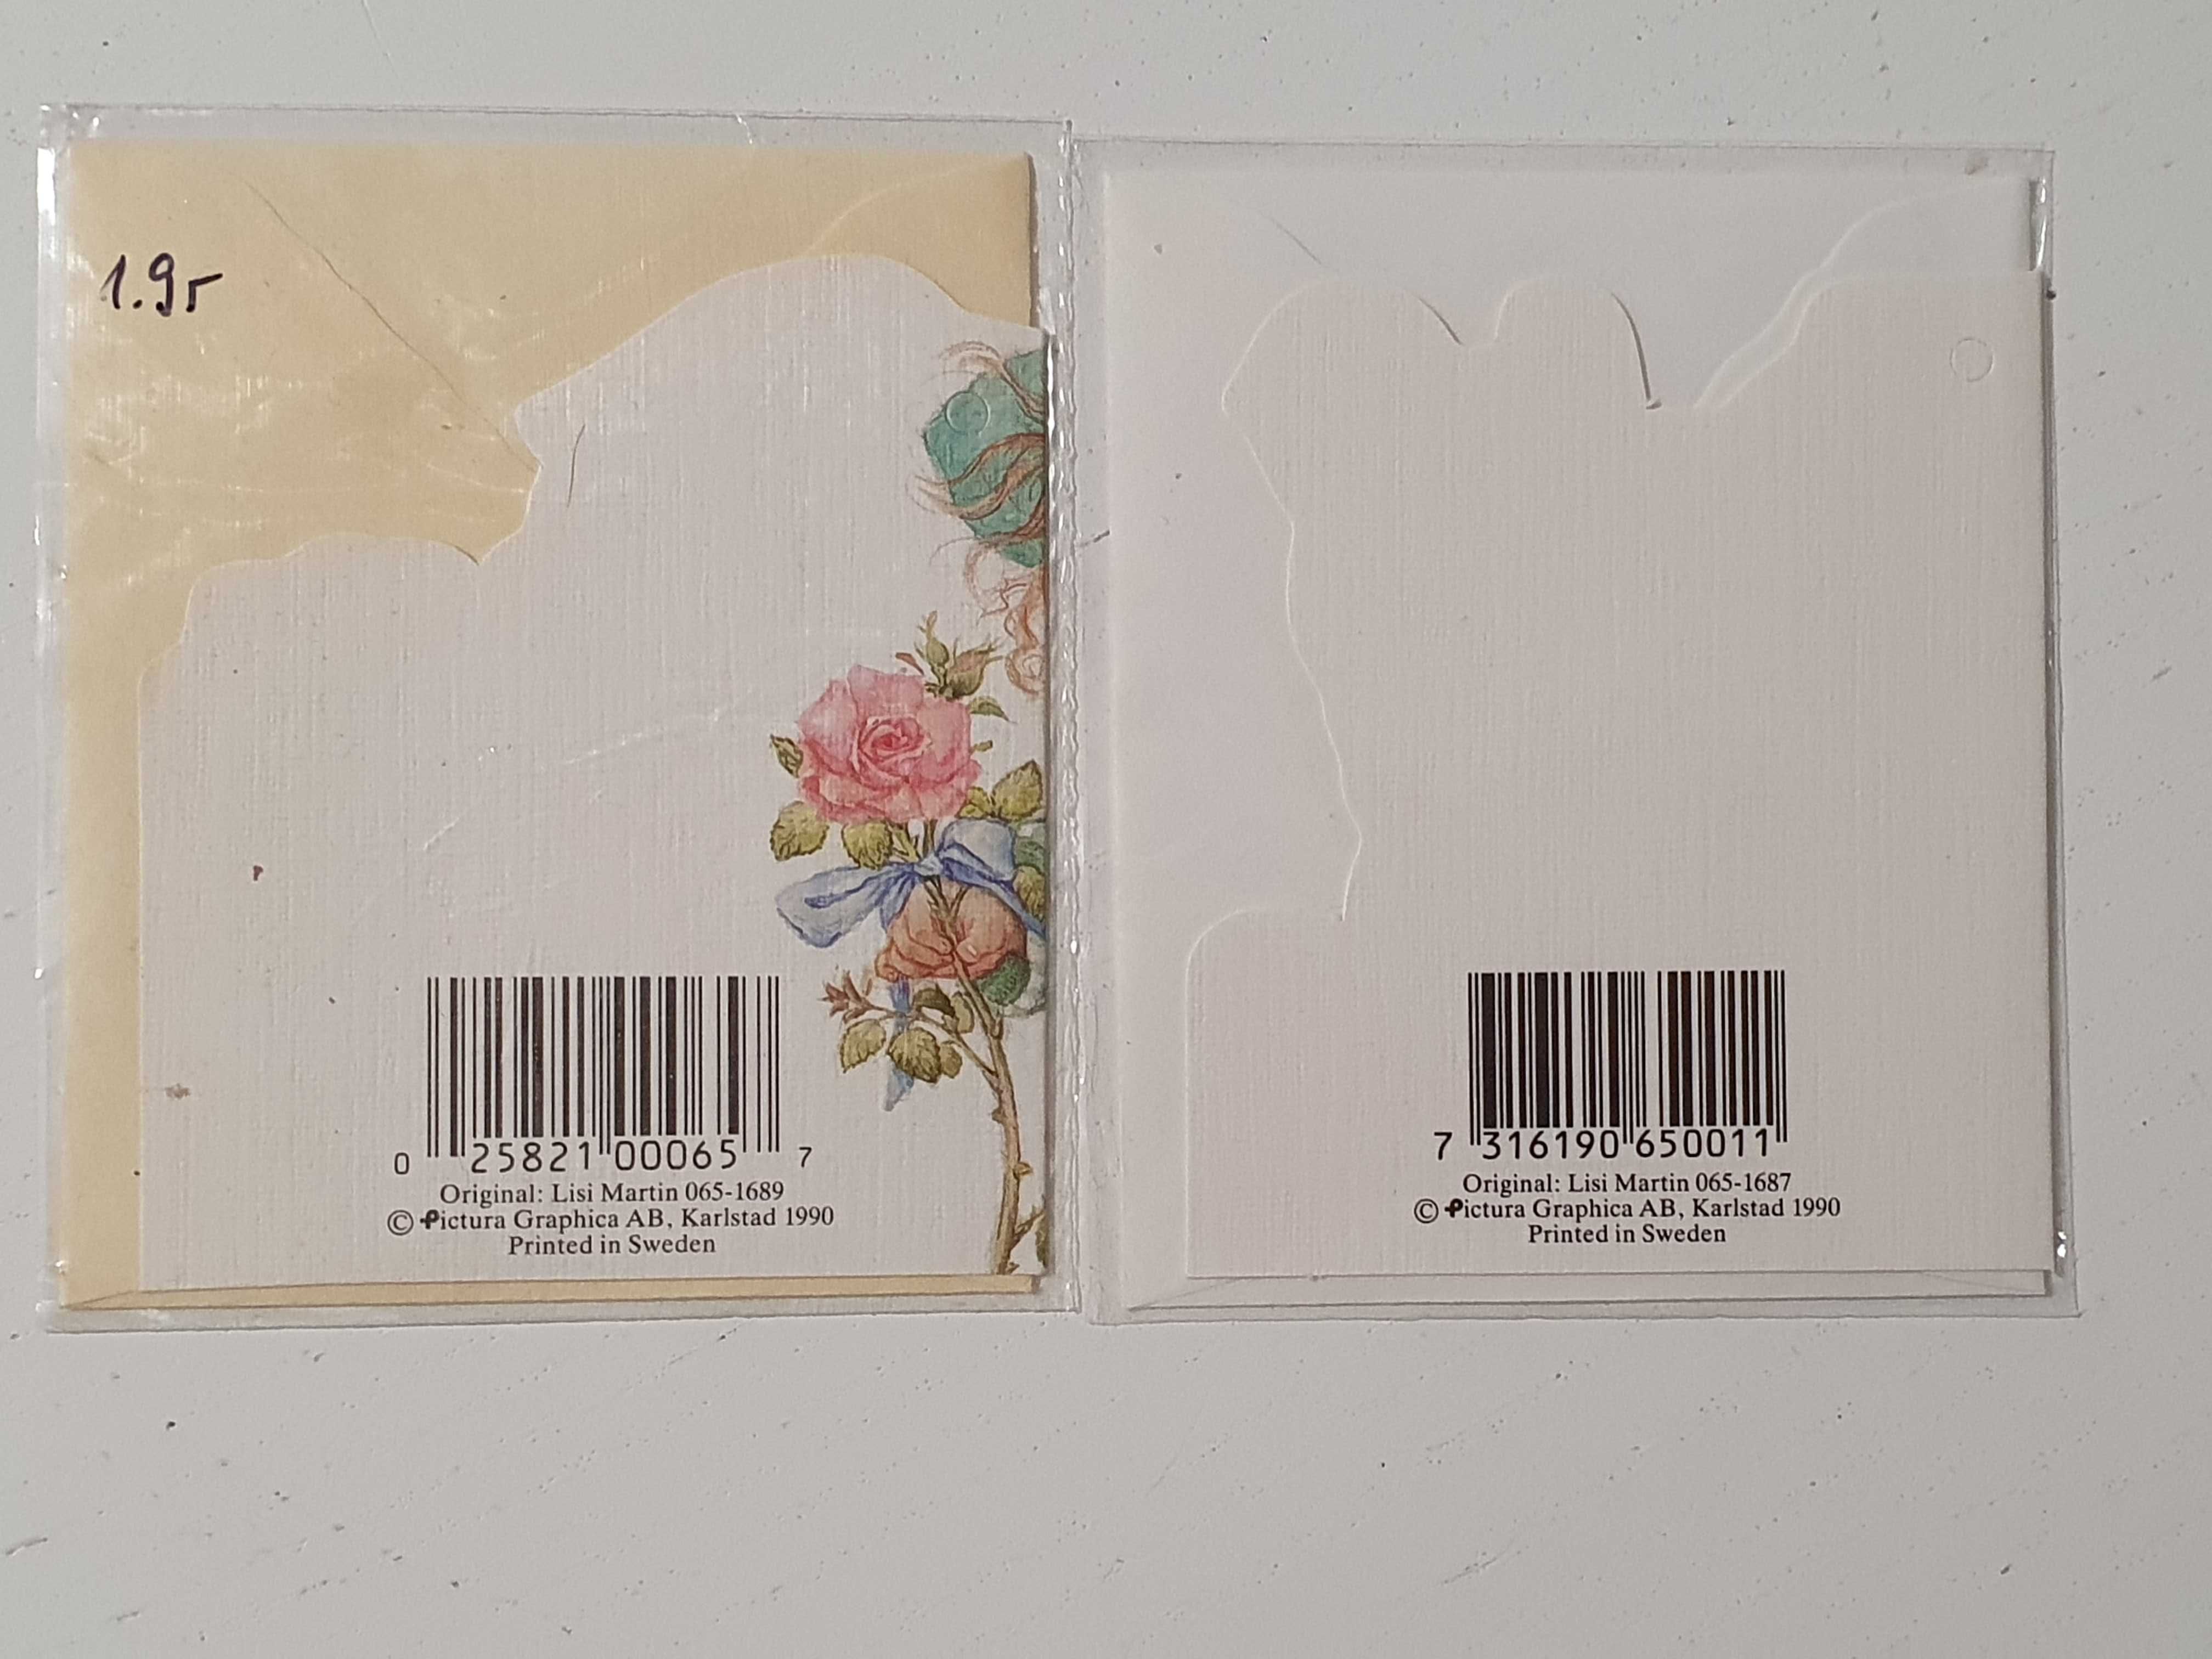 1.95
0 25821 00065 7
Original: Lisi Martin 065-1689
© Pictura Graphica AB, Karlstad 1990
Printed in Sweden
7 316190 650011
Original: Lisi Martin 065-1687
© Pictura Graphica AB, Karlstad 1990
Printed in Sweden